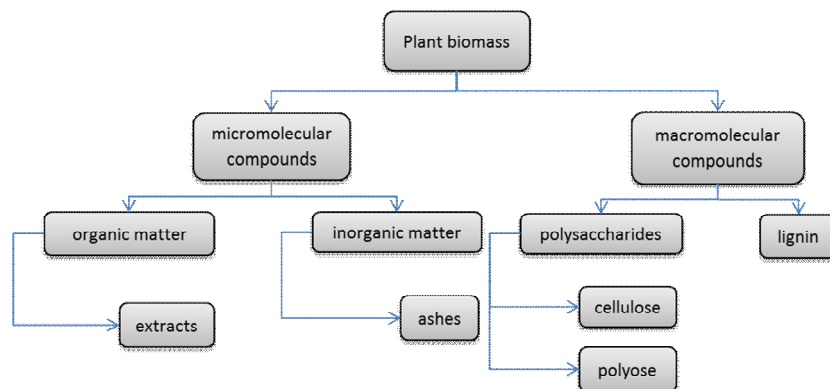 Plant biomass
micromolecular
compounds
macromolecular
compounds
organic matter
inorganic matter
polysaccharides
lignin
extracts
ashes
cellulose
polyose